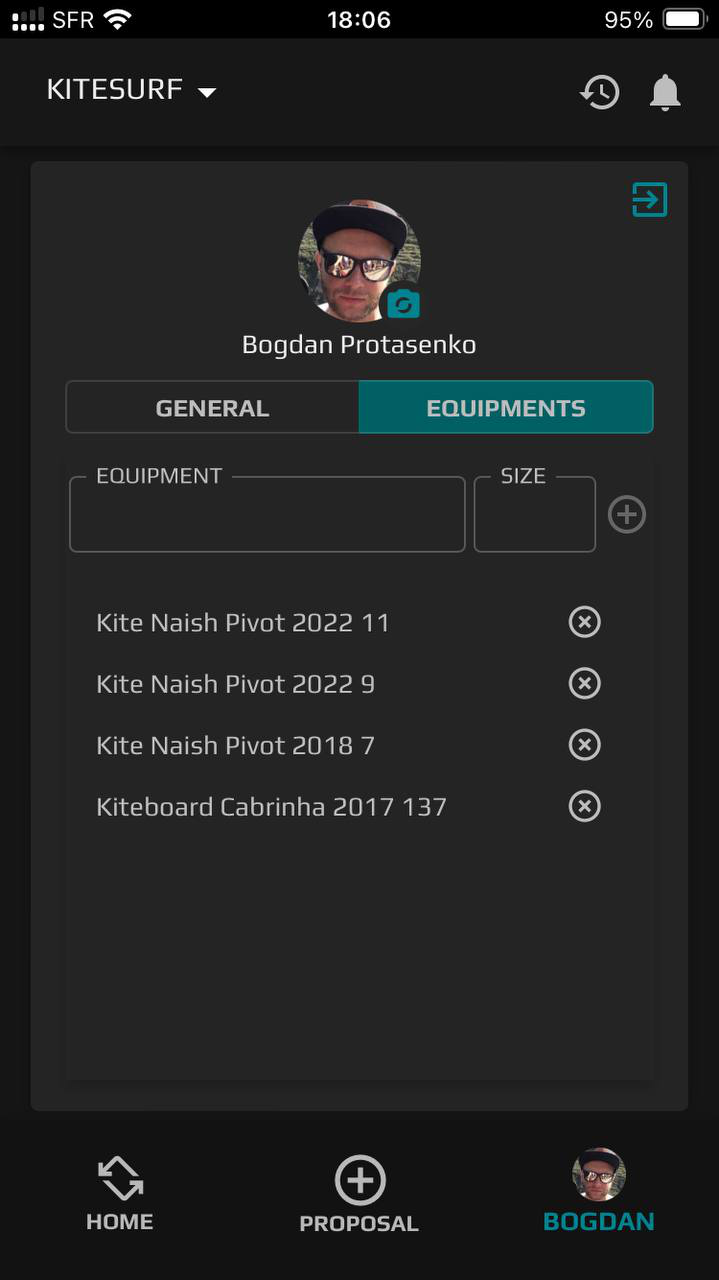 SFR 18:06 95%
KITESURF
Bogdan Protasenko
GENERAL EQUIPMENTS
EQUIPMENT SIZE
Kite Naish Pivot 2022 11
Kite Naish Pivot 2022 9
Kite Naish Pivot 2018 7
Kiteboard Cabrinha 2017 137
HOME PROPOSAL BOGDAN